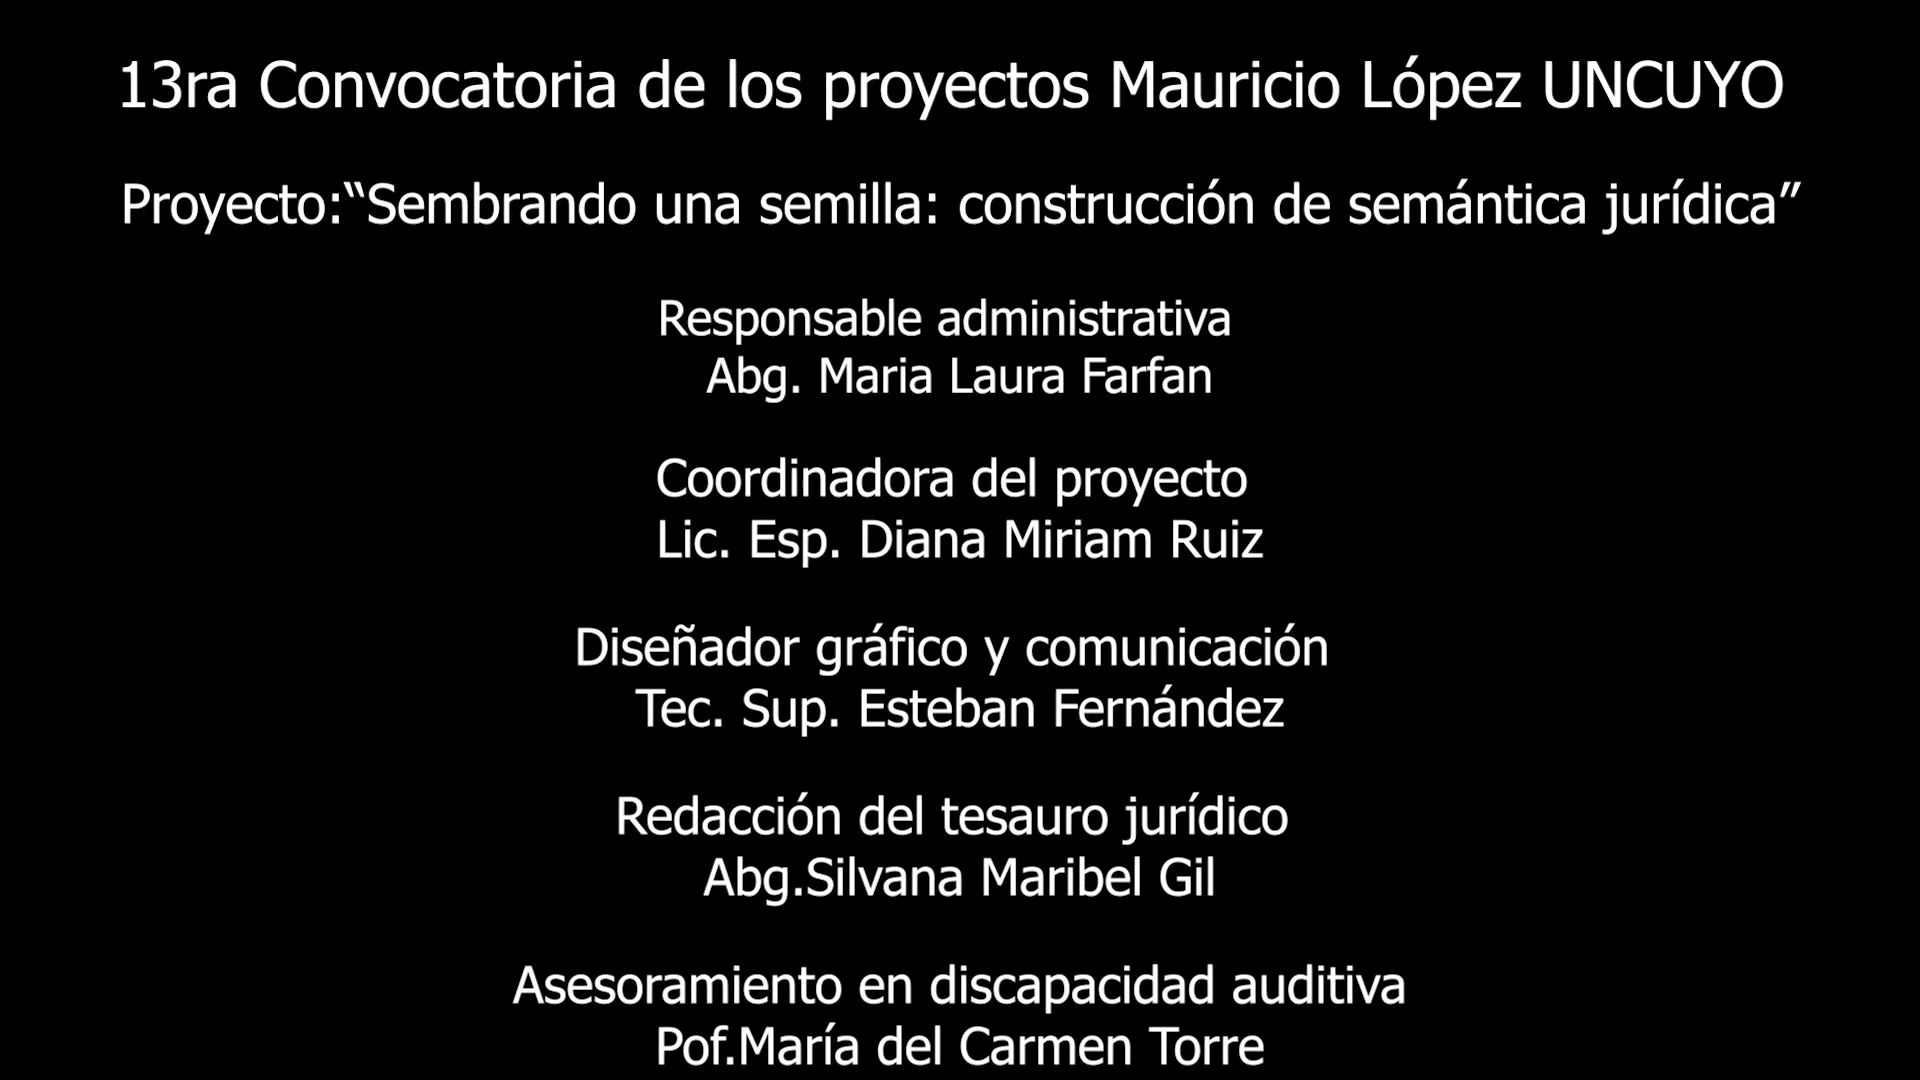 13ra Convocatoria de los proyectos Mauricio López UNCUYO
Proyecto:“Sembrando una semilla: construcción de semántica jurídica”
Responsable administrativa
Abg. Maria Laura Farfan
Coordinadora del proyecto
Lic. Esp. Diana Miriam Ruiz
Diseñador gráfico y comunicación
Tec. Sup. Esteban Fernández
Redacción del tesauro jurídico
Abg.Silvana Maribel Gil
Asesoramiento en discapacidad auditiva
Pof.María del Carmen Torre